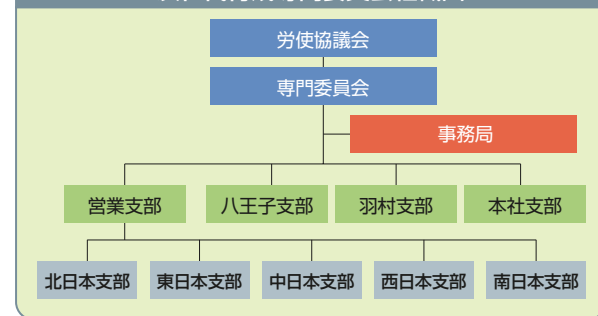 労使協議会
専門委員会
事務局
営業支部 八王子支部 羽村支部 本社支部
北日本支部 東日本支部 中日本支部 西日本支部 南日本支部